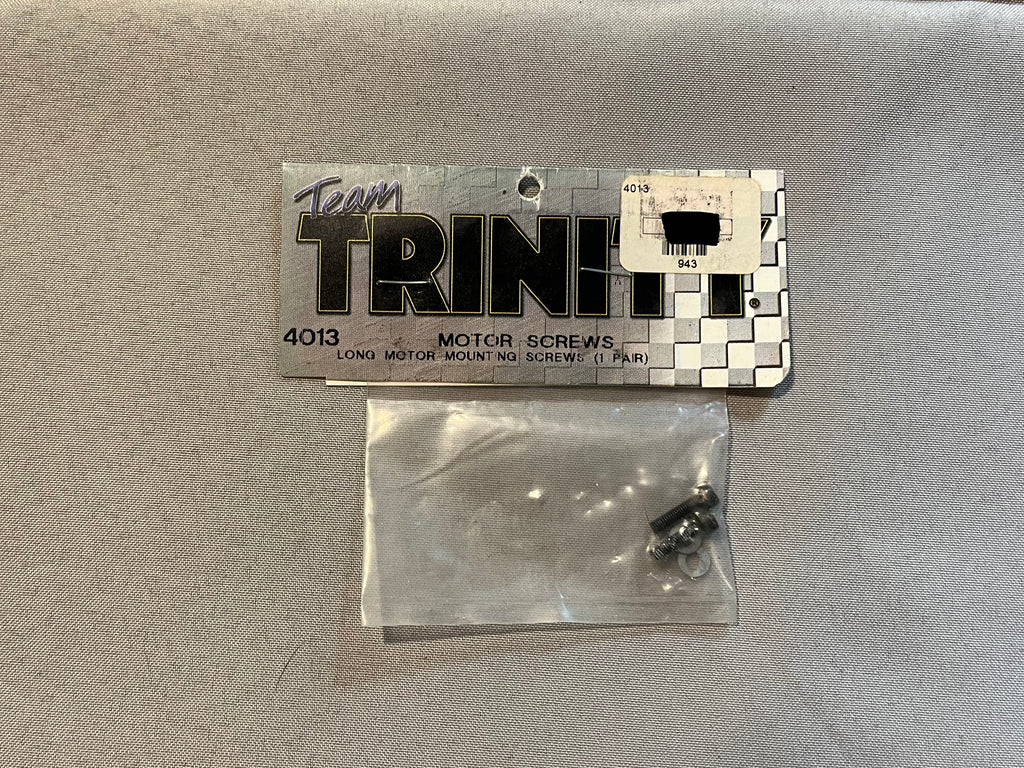 Team
TRINITY®
4013
943
4013
MOTOR SCREWS
LONG MOTOR MOUNTING SCREWS (1 PAIR)